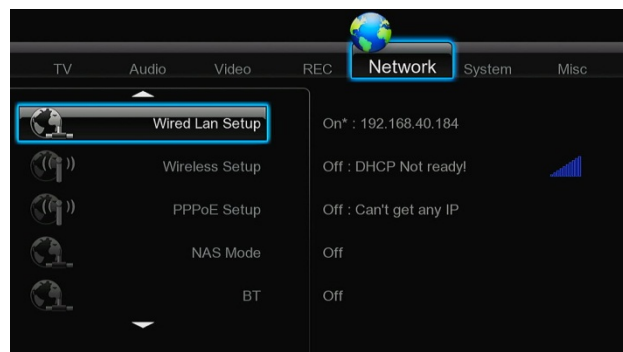 TV Audio Video REC Network System Misc
Wired Lan Setup On* : 192.168.40.184
Wireless Setup Off : DHCP Not ready!
PPPoE Setup Off : Can't get any IP
NAS Mode Off
BT Off